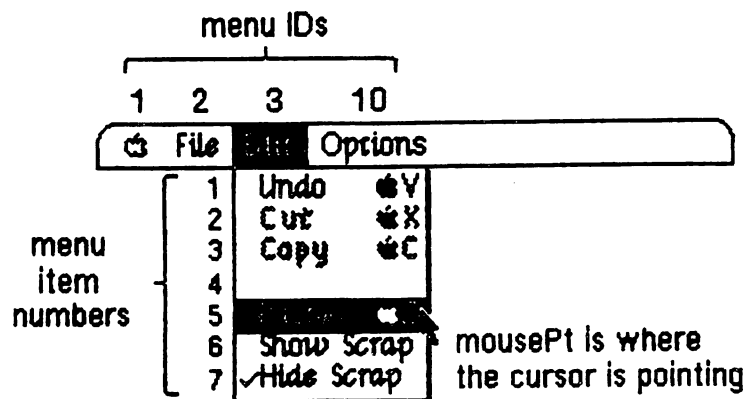 menu IDs
1 2 3 10
File Options
1 Undo V
2 Cut X
3 Copy C
4
5
6 Show Scrap
7 ✓Hide Scrap
menu
item
numbers
mousePt is where
the cursor is pointing